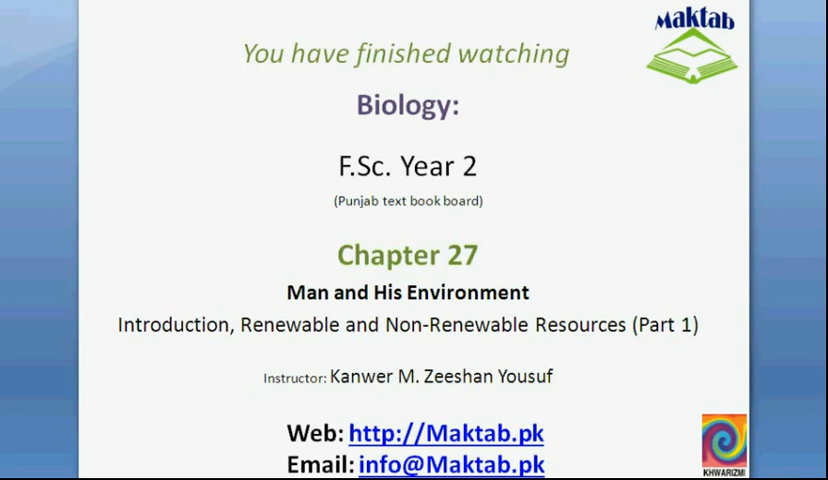 Maktab
You have finished watching
Biology:
F.Sc. Year 2
(Punjab text book board)
Chapter 27
Man and His Environment
Introduction, Renewable and Non-Renewable Resources (Part 1)
Instructor: Kanwer M. Zeeshan Yousuf
Web: http://Maktab.pk
Email: info@Maktab.pk
KHWARIZMI